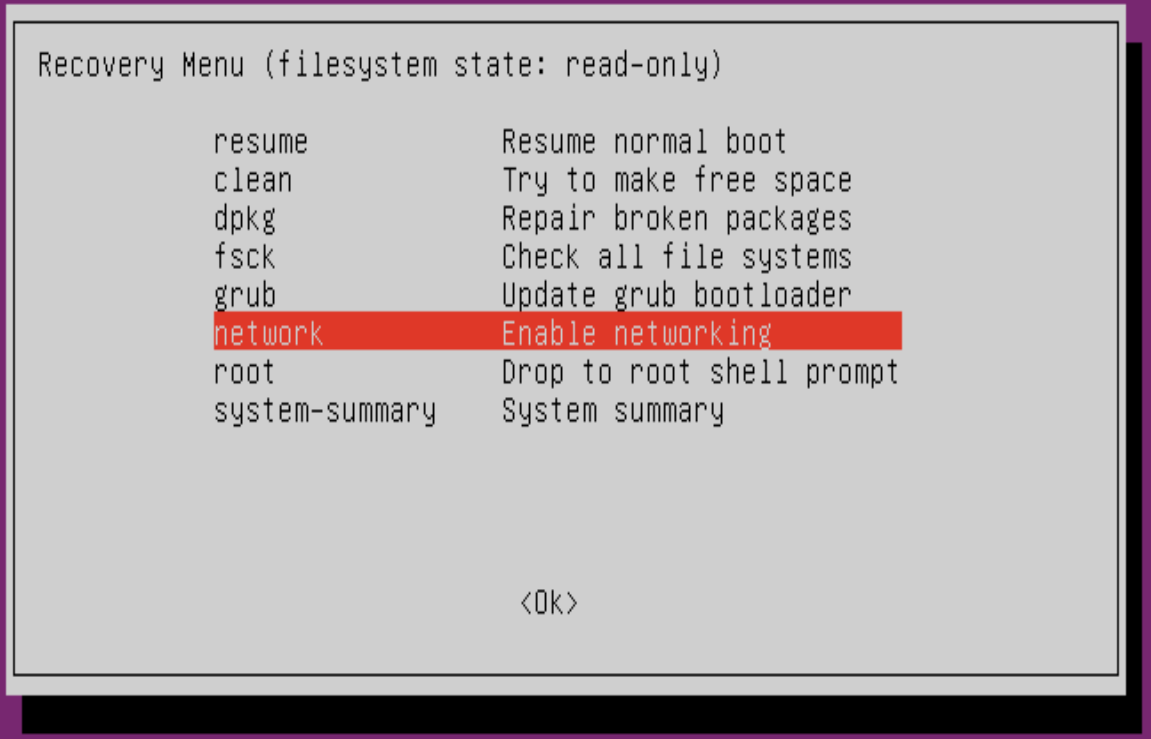 Recovery Menu (filesystem state: read-only)
resume Resume normal boot
clean Try to make free space
dpkg Repair broken packages
fsck Check all file systems
grub Update grub bootloader
network Enable networking
root Drop to root shell prompt
system-summary System summary
<Ok>